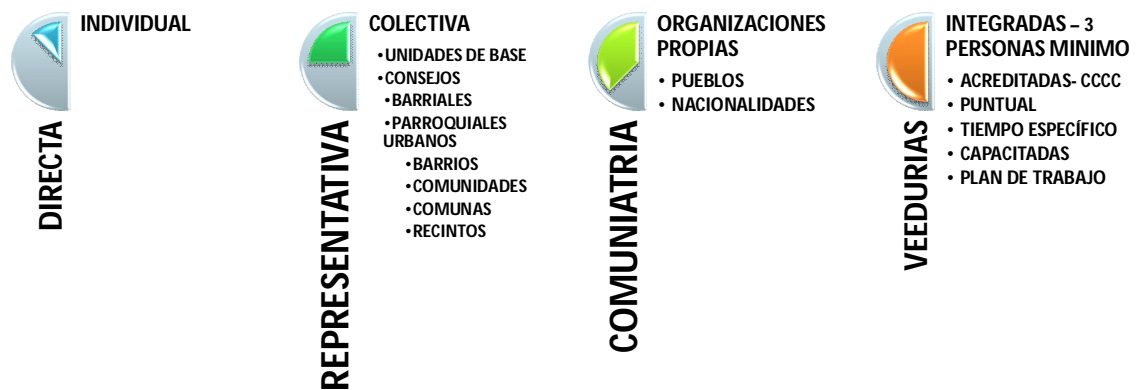 DIRECTA
INDIVIDUAL
REPRESENTATIVA
COLECTIVA
•UNIDADES DE BASE
•CONSEJOS
•BARRIALES
•PARROQUIALES
URBANOS
•BARRIOS
•COMUNIDADES
•COMUNAS
•RECINTOS
COMUNIATRIA
ORGANIZACIONES
PROPIAS
• PUEBLOS
• NACIONALIDADES
VEEDURIAS
INTEGRADAS – 3
PERSONAS MINIMO
• ACREDITADAS- CCCC
• PUNTUAL
• TIEMPO ESPECÍFICO
• CAPACITADAS
• PLAN DE TRABAJO